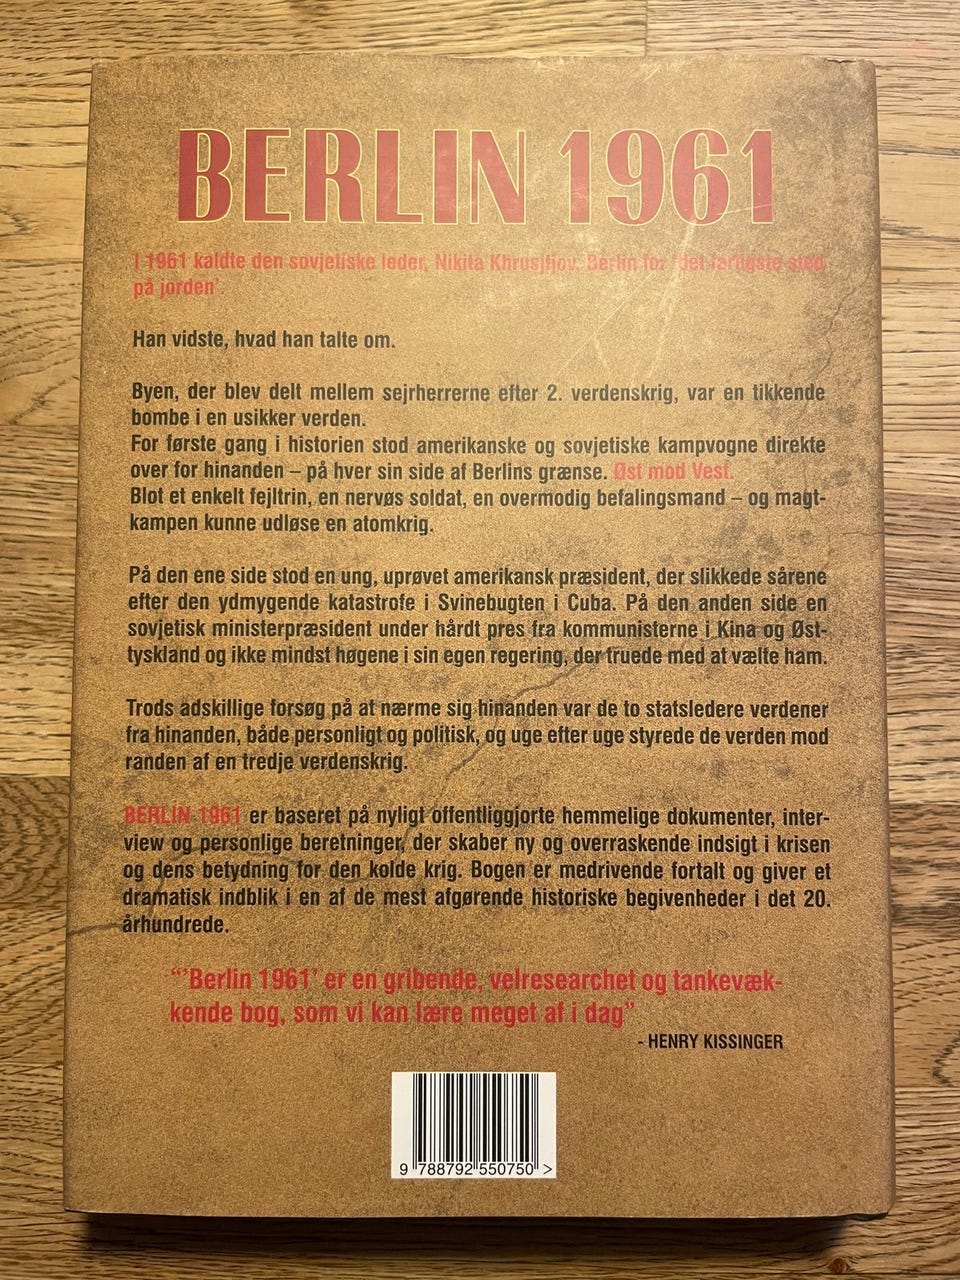 BERLIN 1961
I 1961 kaldte den sovjetiske leder, Nikita Khrusjtjov, Berlin for 'det farligste sted
på jorden'.
Han vidste, hvad han talte om.
Byen, der blev delt mellem sejrherrerne efter 2. verdenskrig, var en tikkende
bombe i en usikker verden.
For første gang i historien stod amerikanske og sovjetiske kampvogne direkte
over for hinanden – på hver sin side af Berlins grænse. Øst mod Vest.
Blot et enkelt fejltrin, en nervøs soldat, en overmodig befalingsmand – og magt-
kampen kunne udløse en atomkrig.
På den ene side stod en ung, uprøvet amerikansk præsident, der slikkede sårene
efter den ydmygende katastrofe i Svinebugten i Cuba. På den anden side en
sovjetisk ministerpræsident under hårdt pres fra kommunisterne i Kina og Øst-
tyskland og ikke mindst høgene i sin egen regering, der truede med at vælte ham.
Trods adskillige forsøg på at nærme sig hinanden var de to statsledere verdener
fra hinanden, både personligt og politisk, og uge efter uge styrede de verden mod
randen af en tredje verdenskrig.
BERLIN 1961 er baseret på nyligt offentliggjorte hemmelige dokumenter, inter-
view og personlige beretninger, der skaber ny og overraskende indsigt i krisen
og dens betydning for den kolde krig. Bogen er medrivende fortalt og giver et
dramatisk indblik i en af de mest afgørende historiske begivenheder i det 20.
århundrede.
“'Berlin 1961' er en gribende, velresearchet og tankevæk-
kende bog, som vi kan lære meget af i dag”
- HENRY KISSINGER
9 788792 550750 >